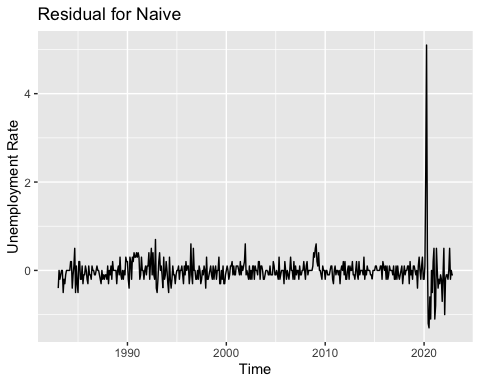 Residual for Naive
Unemployment Rate
4
2
0
1990 2000 2010 2020
Time